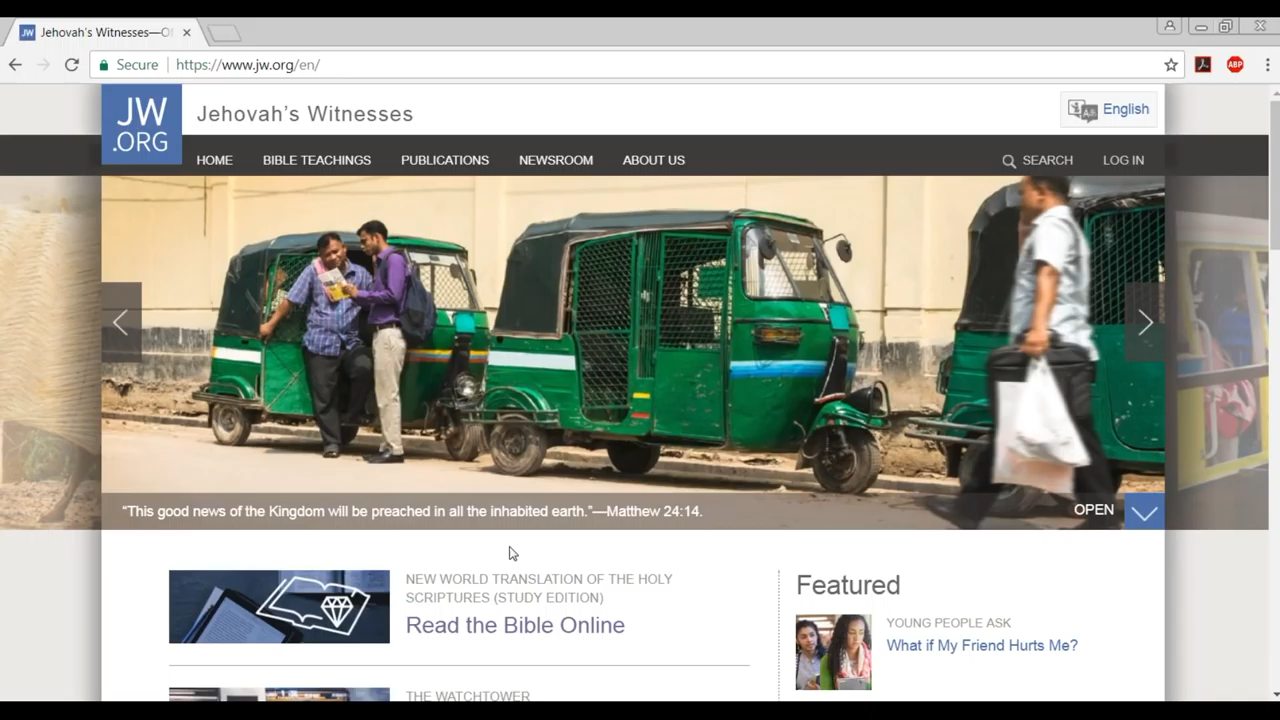 JW Jehovah's Witnesses—O
Secure https://www.jw.org/en/
ABP
JW
.ORG
Jehovah's Witnesses
English
HOME BIBLE TEACHINGS PUBLICATIONS NEWSROOM ABOUT US SEARCH LOG IN
“This good news of the Kingdom will be preached in all the inhabited earth.”—Matthew 24:14.
OPEN
NEW WORLD TRANSLATION OF THE HOLY
SCRIPTURES (STUDY EDITION)
Read the Bible Online
THE WATCHTOWER
Featured
YOUNG PEOPLE ASK
What if My Friend Hurts Me?